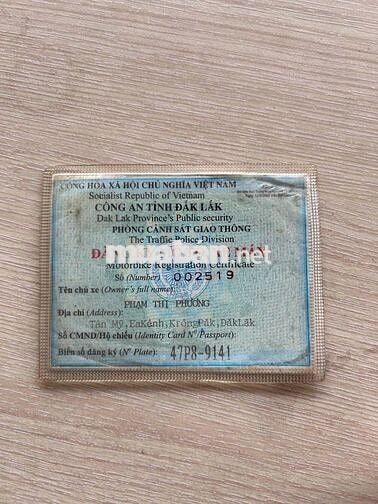 CỘNG HÒA XÃ HỘI CHỦ NGHĨA VIỆT NAM
Socialist Republic of Vietnam
CÔNG AN TỈNH ĐẮK LẮK
Dak Lak Province's Public security
PHÒNG CẢNH SÁT GIAO THÔNG
The Traffic Police Division
muaban.net
Motorbike Registration Certificate
Số (Number): 002519
Tên chủ xe (Owner's full name):
PHẠM THỊ PHƯỢNG
Địa chỉ (Address):
Tân Mỹ,EaKênh,KrôngPắk,ĐắkLắk
Số CMND/Hộ chiếu (Identity Card Nº/Passport):
Biển số đăng ký (Nº Plate): 47P8-9141